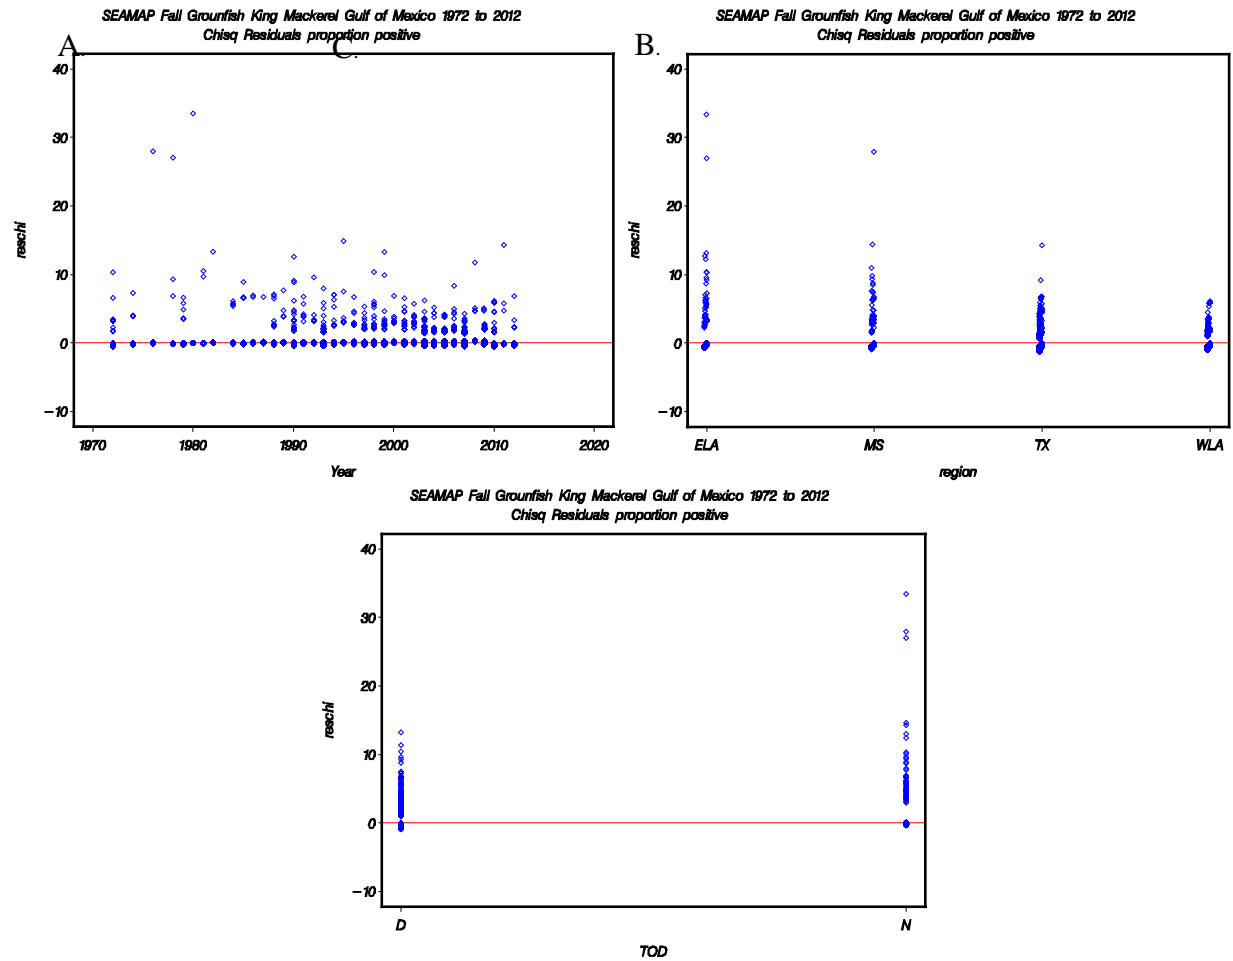 SEAMAP Fall Grounfish King Mackerel Gulf of Mexico 1972 to 2012
Chisq Residuals proportion positive
A.
C.
40
30
20
10
0
−10
reschi
1970 1980 1990 2000 2010 2020
Year
SEAMAP Fall Grounfish King Mackerel Gulf of Mexico 1972 to 2012
Chisq Residuals proportion positive
B.
40
30
20
10
0
−10
reschi
ELA MS TX WLA
region
SEAMAP Fall Grounfish King Mackerel Gulf of Mexico 1972 to 2012
Chisq Residuals proportion positive
40
30
20
10
0
−10
reschi
D N
TOD